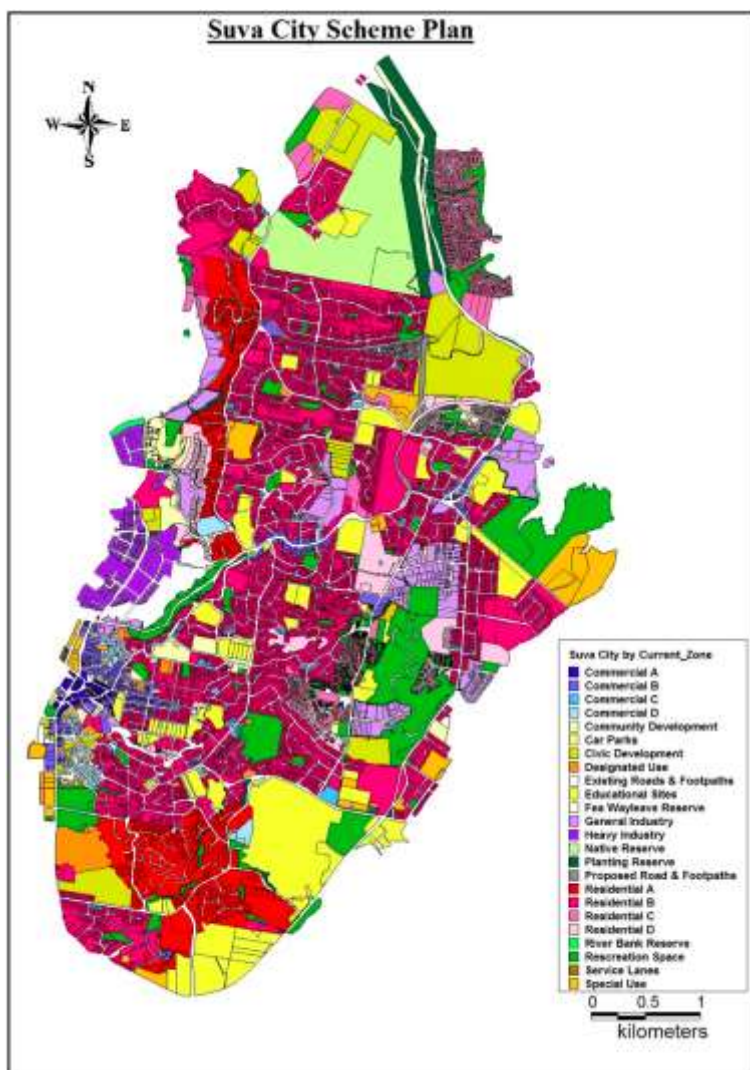 Suva City Scheme Plan
N
W E
S
Suva City by Current_Zone
Commercial A
Commercial B
Commercial C
Commercial D
Community Development
Car Parks
Civic Development
Designated Use
Existing Roads & Footpaths
Educational Sites
Fea Wayleave Reserve
General Industry
Heavy Industry
Native Reserve
Planting Reserve
Proposed Road & Footpaths
Residential A
Residential B
Residential C
Residential D
River Bank Reserve
Rescreation Space
Service Lanes
Special Use
0 0.5 1
kilometers